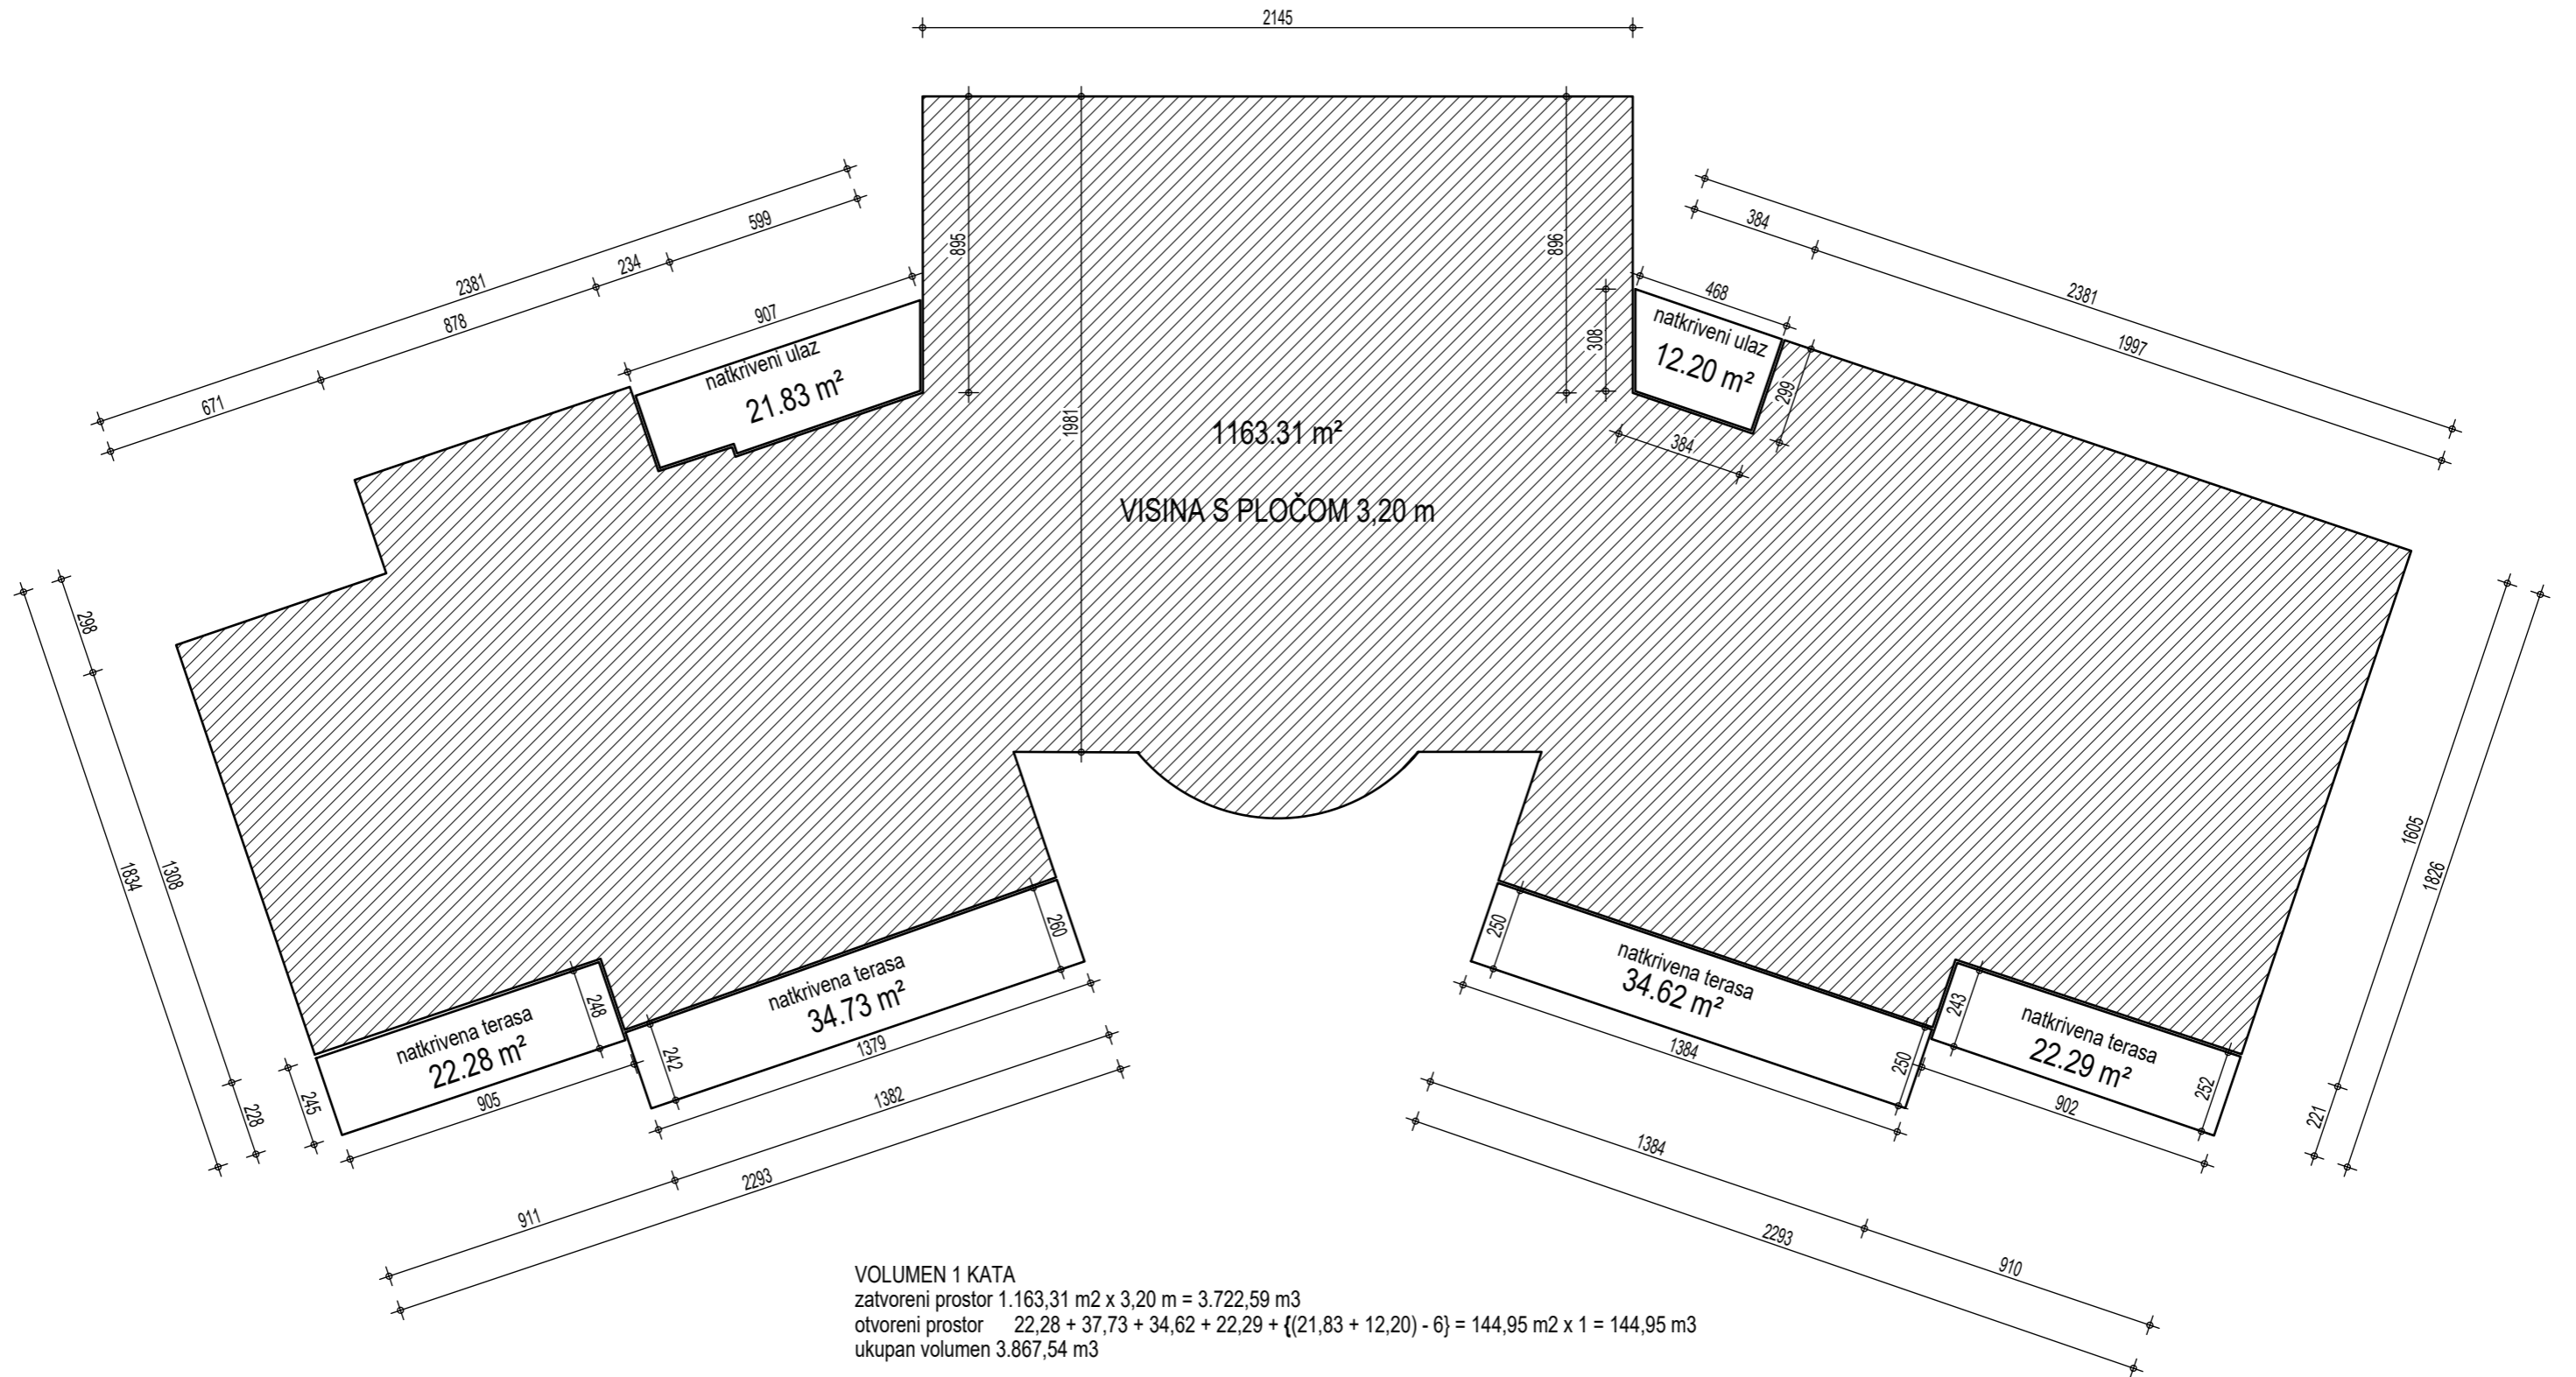 2145
895
1981
896
2381
671
878
234
599
907
natkriveni ulaz
21.83 m²
308
468
natkriveni ulaz
12.20 m²
299
384
384
1997
2381
1163.31 m²
VISINA S PLOČOM 3,20 m
298
1308
1834
228
245
natkrivena terasa
22.28 m²
248
905
natkrivena terasa
34.73 m²
260
242
1379
1382
911
2293
250
natkrivena terasa
34.62 m²
250
1384
243
natkrivena terasa
22.29 m²
252
902
1605
1826
221
1384
910
2293
VOLUMEN 1 KATA
zatvoreni prostor 1.163,31 m2 x 3,20 m = 3.722,59 m3
otvoreni prostor 22,28 + 37,73 + 34,62 + 22,29 + {(21,83 + 12,20) - 6} = 144,95 m2 x 1 = 144,95 m3
ukupan volumen 3.867,54 m3